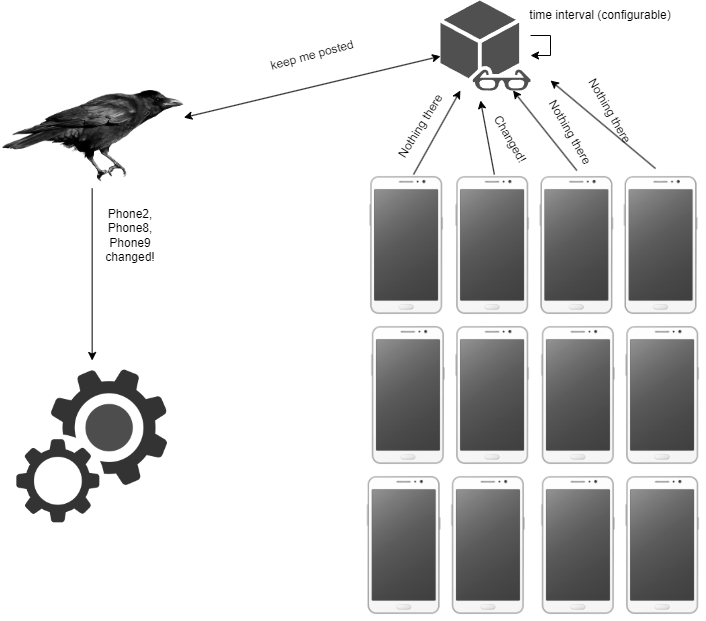 time interval (configurable)
keep me posted
Nothing there
Changed!
Nothing there
Nothing there
Phone2,
Phone8,
Phone9
changed!